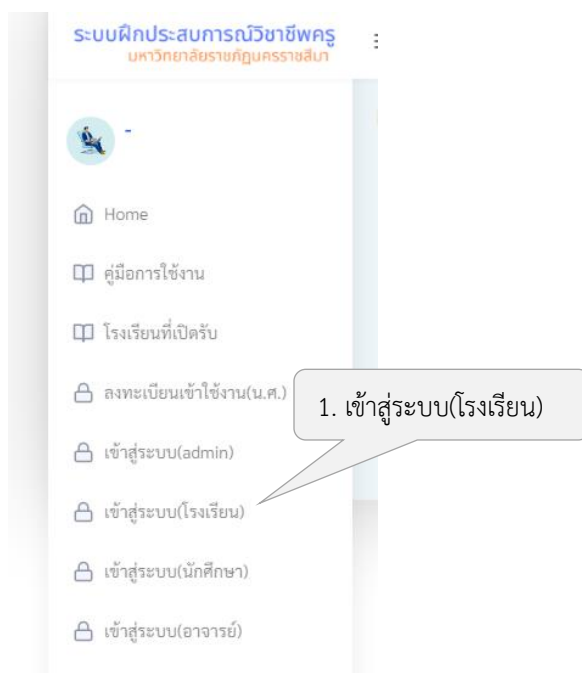 ระบบฝึกประสบการณ์วิชาชีพครู
มหาวิทยาลัยราชภัฏนครราชสีมา
-
Home
คู่มือการใช้งาน
โรงเรียนที่เปิดรับ
ลงทะเบียนเข้าใช้งาน(น.ศ.)
1. เข้าสู่ระบบ(โรงเรียน)
เข้าสู่ระบบ(admin)
เข้าสู่ระบบ(โรงเรียน)
เข้าสู่ระบบ(นักศึกษา)
เข้าสู่ระบบ(อาจารย์)